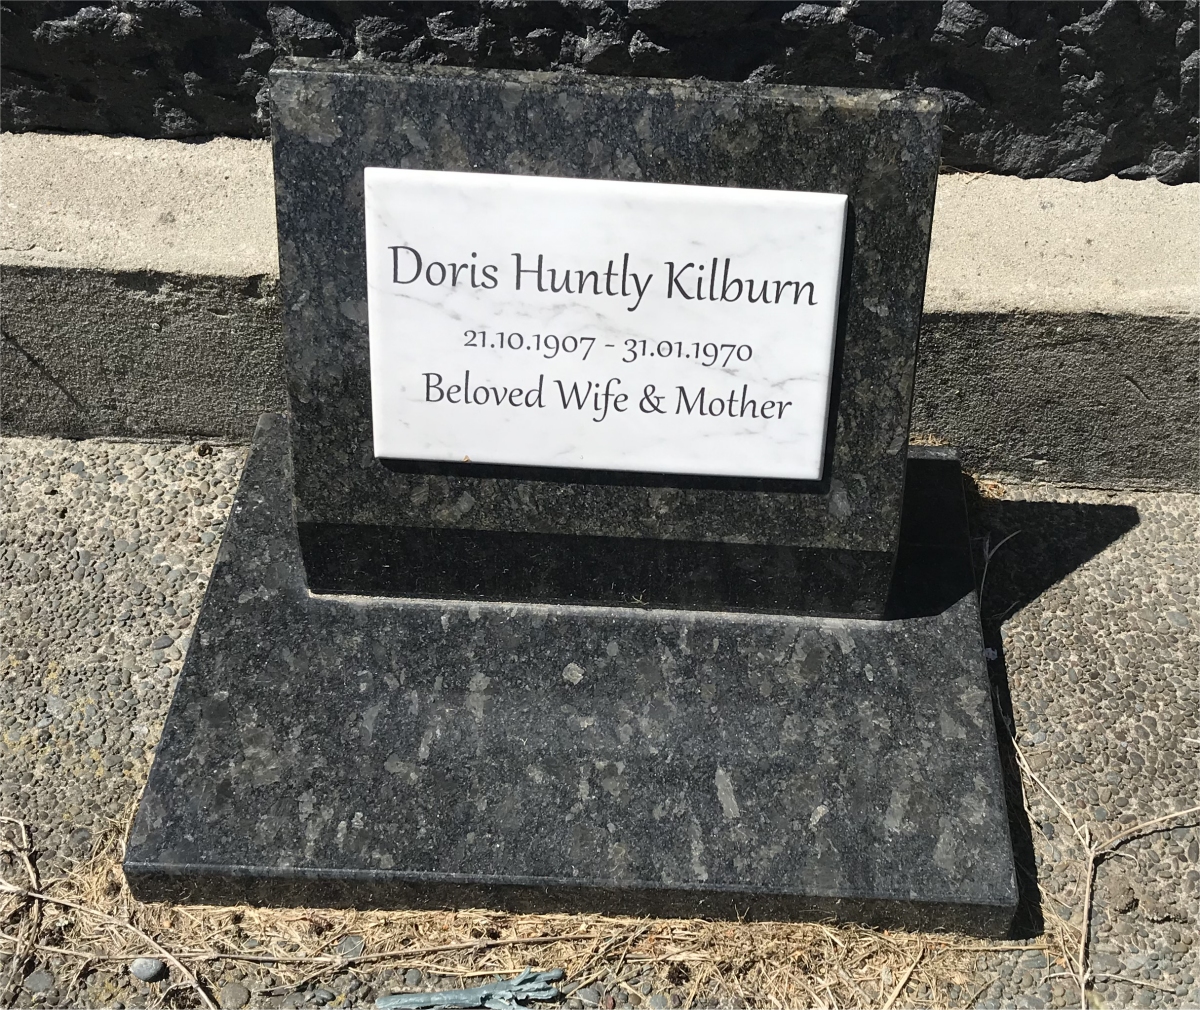 Doris Huntly Kilburn
21.10.1907 - 31.01.1970
Beloved Wife & Mother